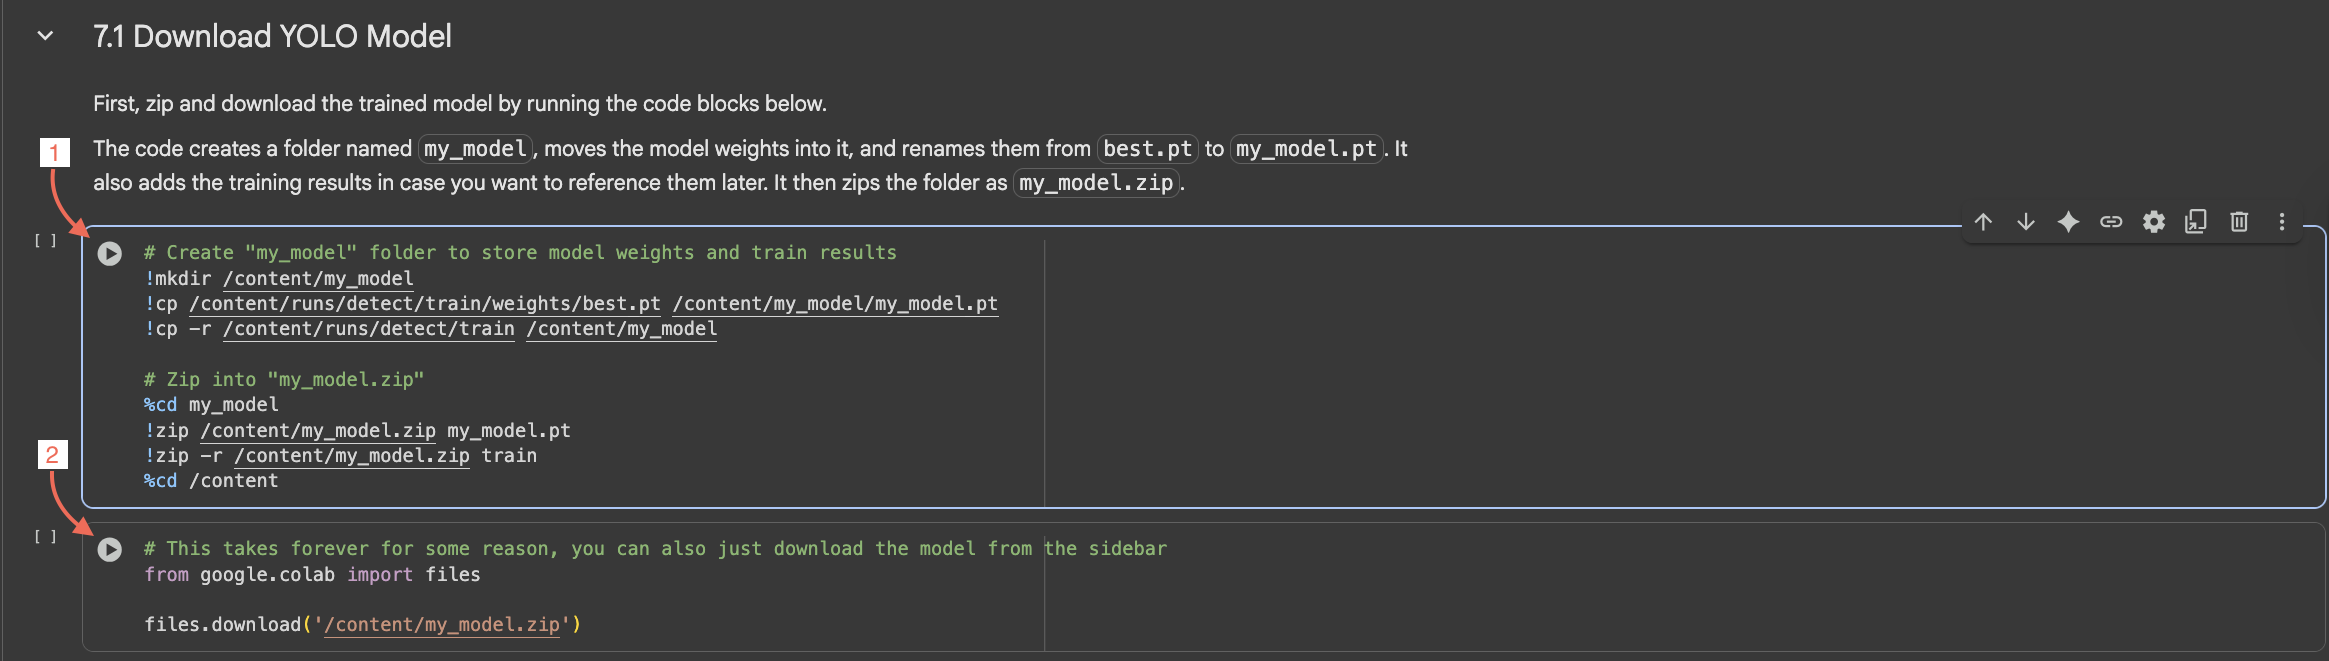 7.1 Download YOLO Model
First, zip and download the trained model by running the code blocks below.
1
The code creates a folder named my_model, moves the model weights into it, and renames them from best.pt to my_model.pt. It
also adds the training results in case you want to reference them later. It then zips the folder as my_model.zip.
[ ]
# Create "my_model" folder to store model weights and train results
!mkdir /content/my_model
!cp /content/runs/detect/train/weights/best.pt /content/my_model/my_model.pt
!cp -r /content/runs/detect/train /content/my_model
# Zip into "my_model.zip"
%cd my_model
!zip /content/my_model.zip my_model.pt
!zip -r /content/my_model.zip train
%cd /content
2
[ ]
# This takes forever for some reason, you can also just download the model from the sidebar
from google.colab import files
files.download('/content/my_model.zip')